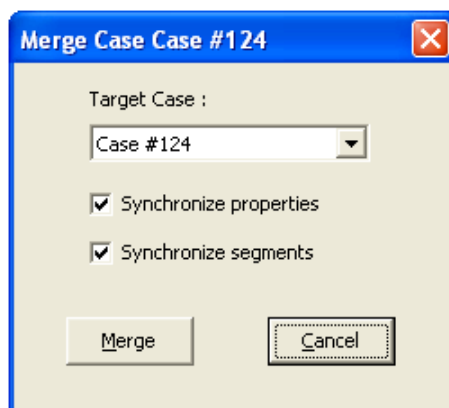 Merge Case Case #124
Target Case :
Case #124
Synchronize properties
Synchronize segments
Merge
Cancel